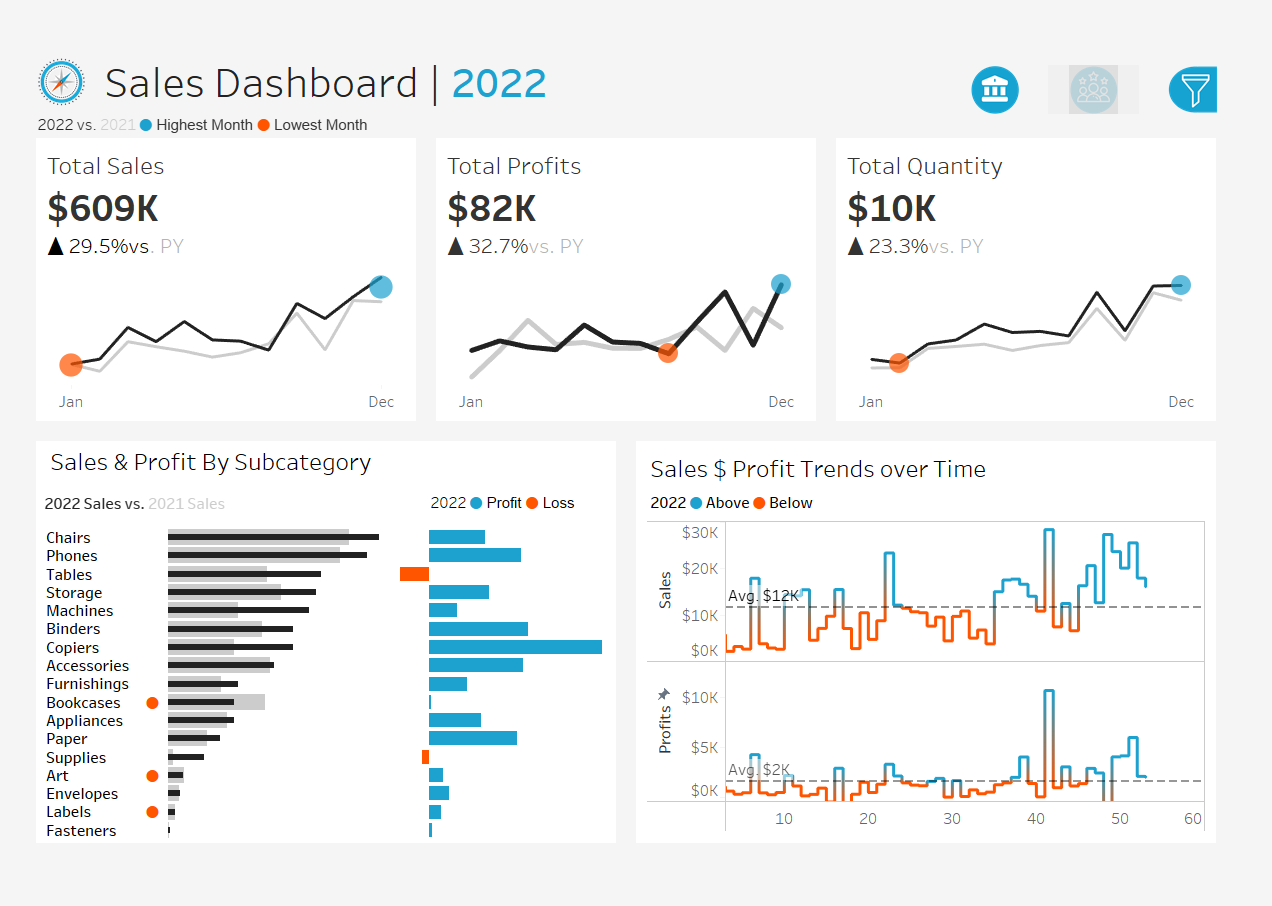 Sales Dashboard | 2022
2022 vs. 2021 Highest Month Lowest Month
Total Sales
$609K
▲ 29.5%vs. PY
Jan Dec
Total Profits
$82K
▲ 32.7%vs. PY
Jan Dec
Total Quantity
$10K
▲ 23.3%vs. PY
Jan Dec
Sales & Profit By Subcategory
2022 Sales vs. 2021 Sales
2022 Profit Loss
Chairs
Phones
Tables
Storage
Machines
Binders
Copiers
Accessories
Furnishings
Bookcases
Appliances
Paper
Supplies
Art
Envelopes
Labels
Fasteners
Sales $ Profit Trends over Time
2022 Above Below
Sales
$30K
$20K
$10K
$0K
Avg. $12K
Profits
$10K
$5K
$0K
Avg. $2K
10 20 30 40 50 60